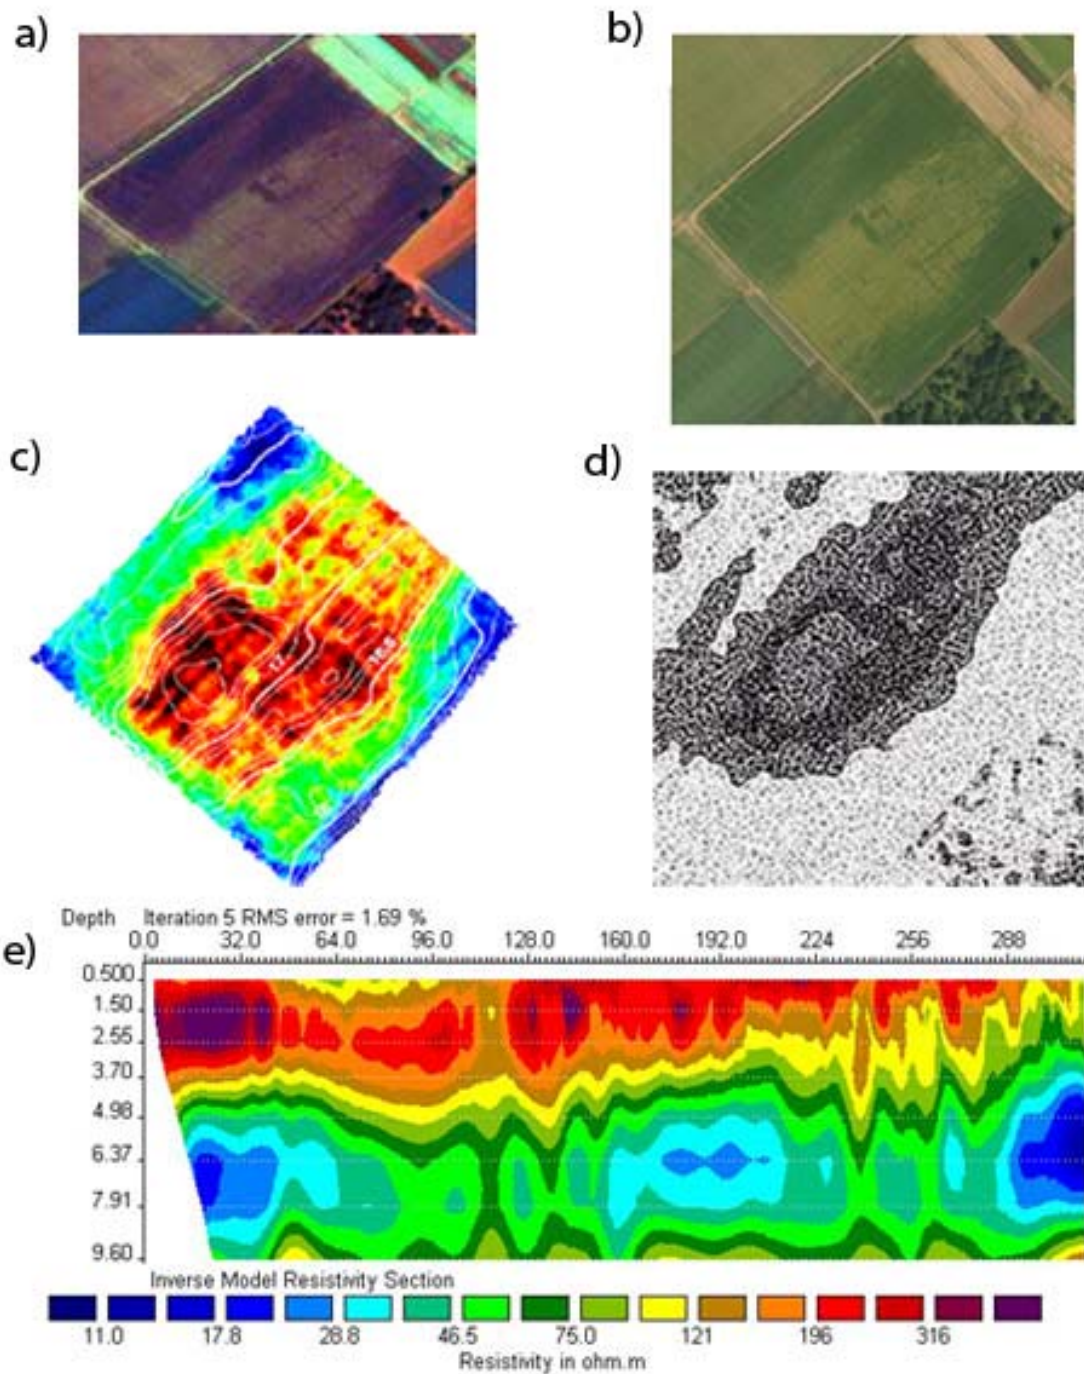 a)
b)
c)
17
16.5
d)
Depth Iteration 5 RMS error = 1.69 %
0.0 32.0 64.0 96.0 128.0 160.0 192.0 224 256 288
e)
0.500
1.50
2.55
3.70
4.98
6.37
7.91
9.60
Inverse Model Resistivity Section
11.0 17.8 28.8 46.5 75.0 121 196 316
Resistivity in ohm.m